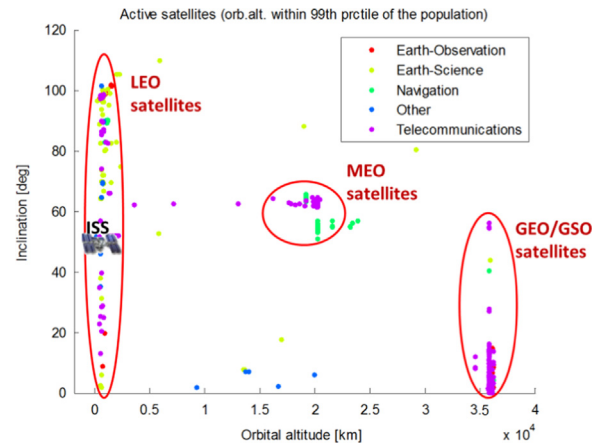 Active satellites (orb.alt. within 99th prctile of the population)
120
100
80
60
40
20
0
Inclination [deg]
LEO
satellites
ISS
MEO
satellites
GEO/GSO
satellites
Earth-Observation
Earth-Science
Navigation
Other
Telecommunications
0 0.5 1 1.5 2 2.5 3 3.5 4
x 10⁴
Orbital altitude [km]